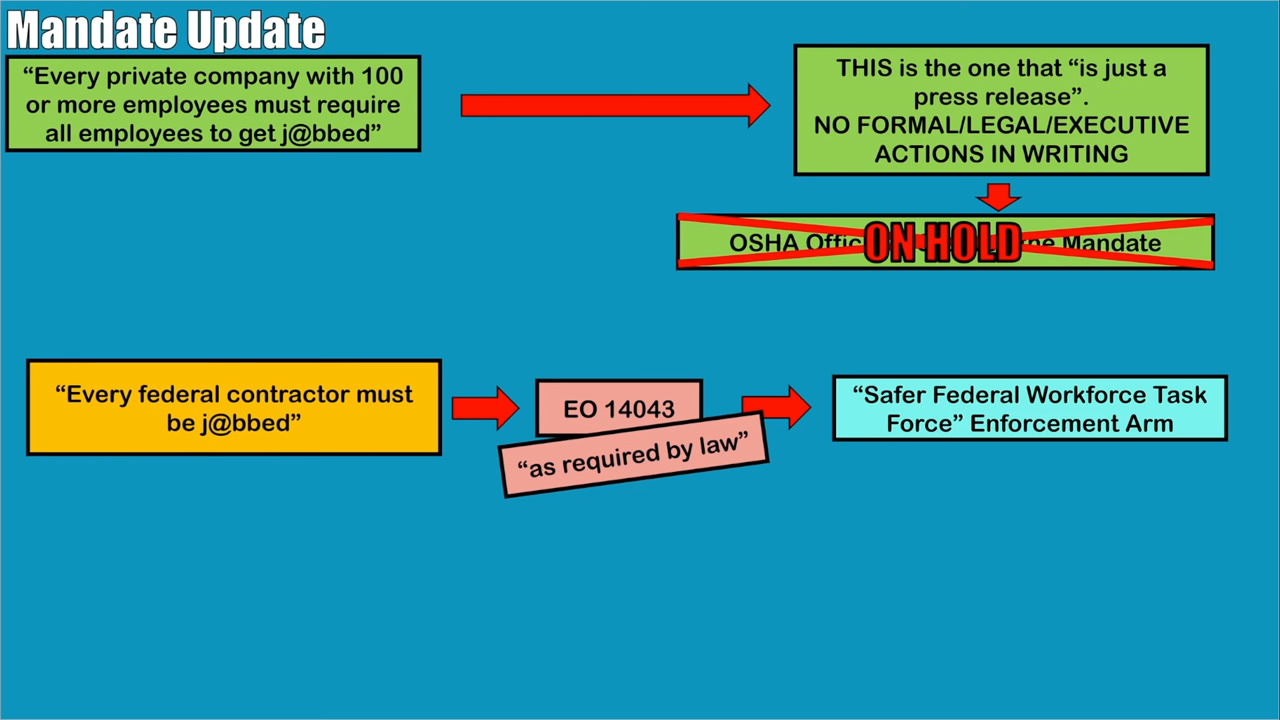 Mandate Update
“Every private company with 100
or more employees must require
all employees to get j@bbed”
THIS is the one that “is just a
press release”.
NO FORMAL/LEGAL/EXECUTIVE
ACTIONS IN WRITING
OSHA Mandate
ON HOLD
“Every federal contractor must
be j@bbed”
EO 14043
“as required by law”
“Safer Federal Workforce Task
Force” Enforcement Arm